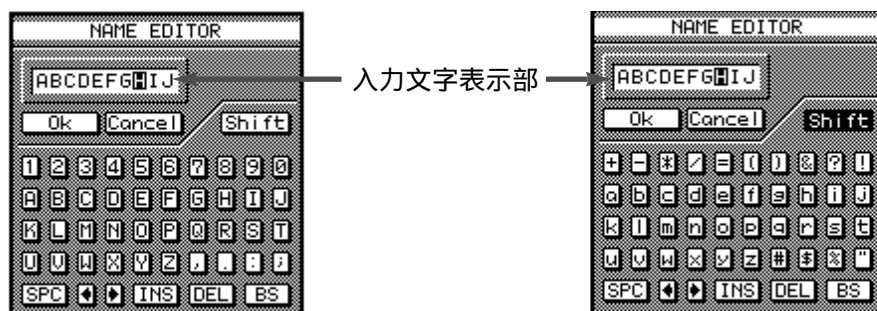 NAME EDITOR
ABCDEFGHIJ
Ok Cancel Shift
1 2 3 4 5 6 7 8 9 0
A B C D E F G H I J
K L M N O P Q R S T
U V W X Y Z , . : ;
SPC INS DEL BS
入力文字表示部
NAME EDITOR
ABCDEFGHIJ
Ok Cancel Shift
+ - * / = ( ) & ? !
a b c d e f g h i j
k l m n o p q r s t
u v w x y z # $ % "
SPC INS DEL BS